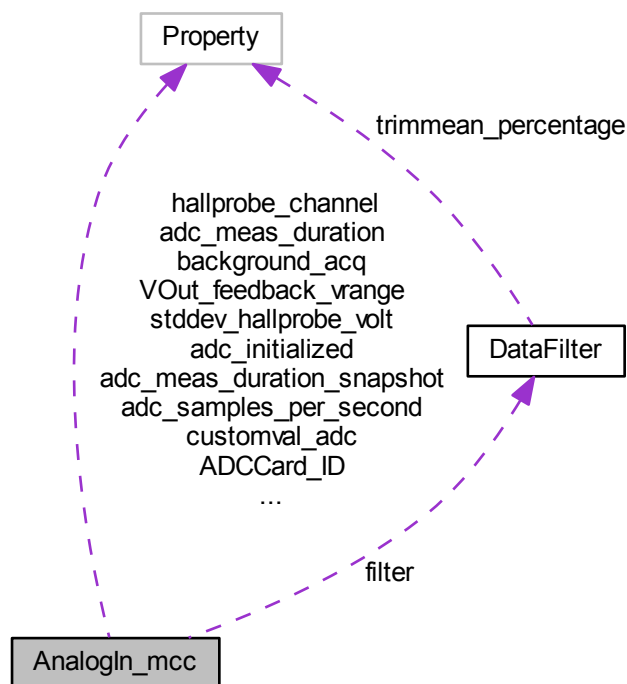 Property
trimmean_percentage
hallprobe_channel
adc_meas_duration
background_acq
VOut_feedback_vrange
stddev_hallprobe_volt
adc_initialized
adc_meas_duration_snapshot
adc_samples_per_second
customval_adc
ADCCard_ID
...
DataFilter
filter
AnalogIn_mcc